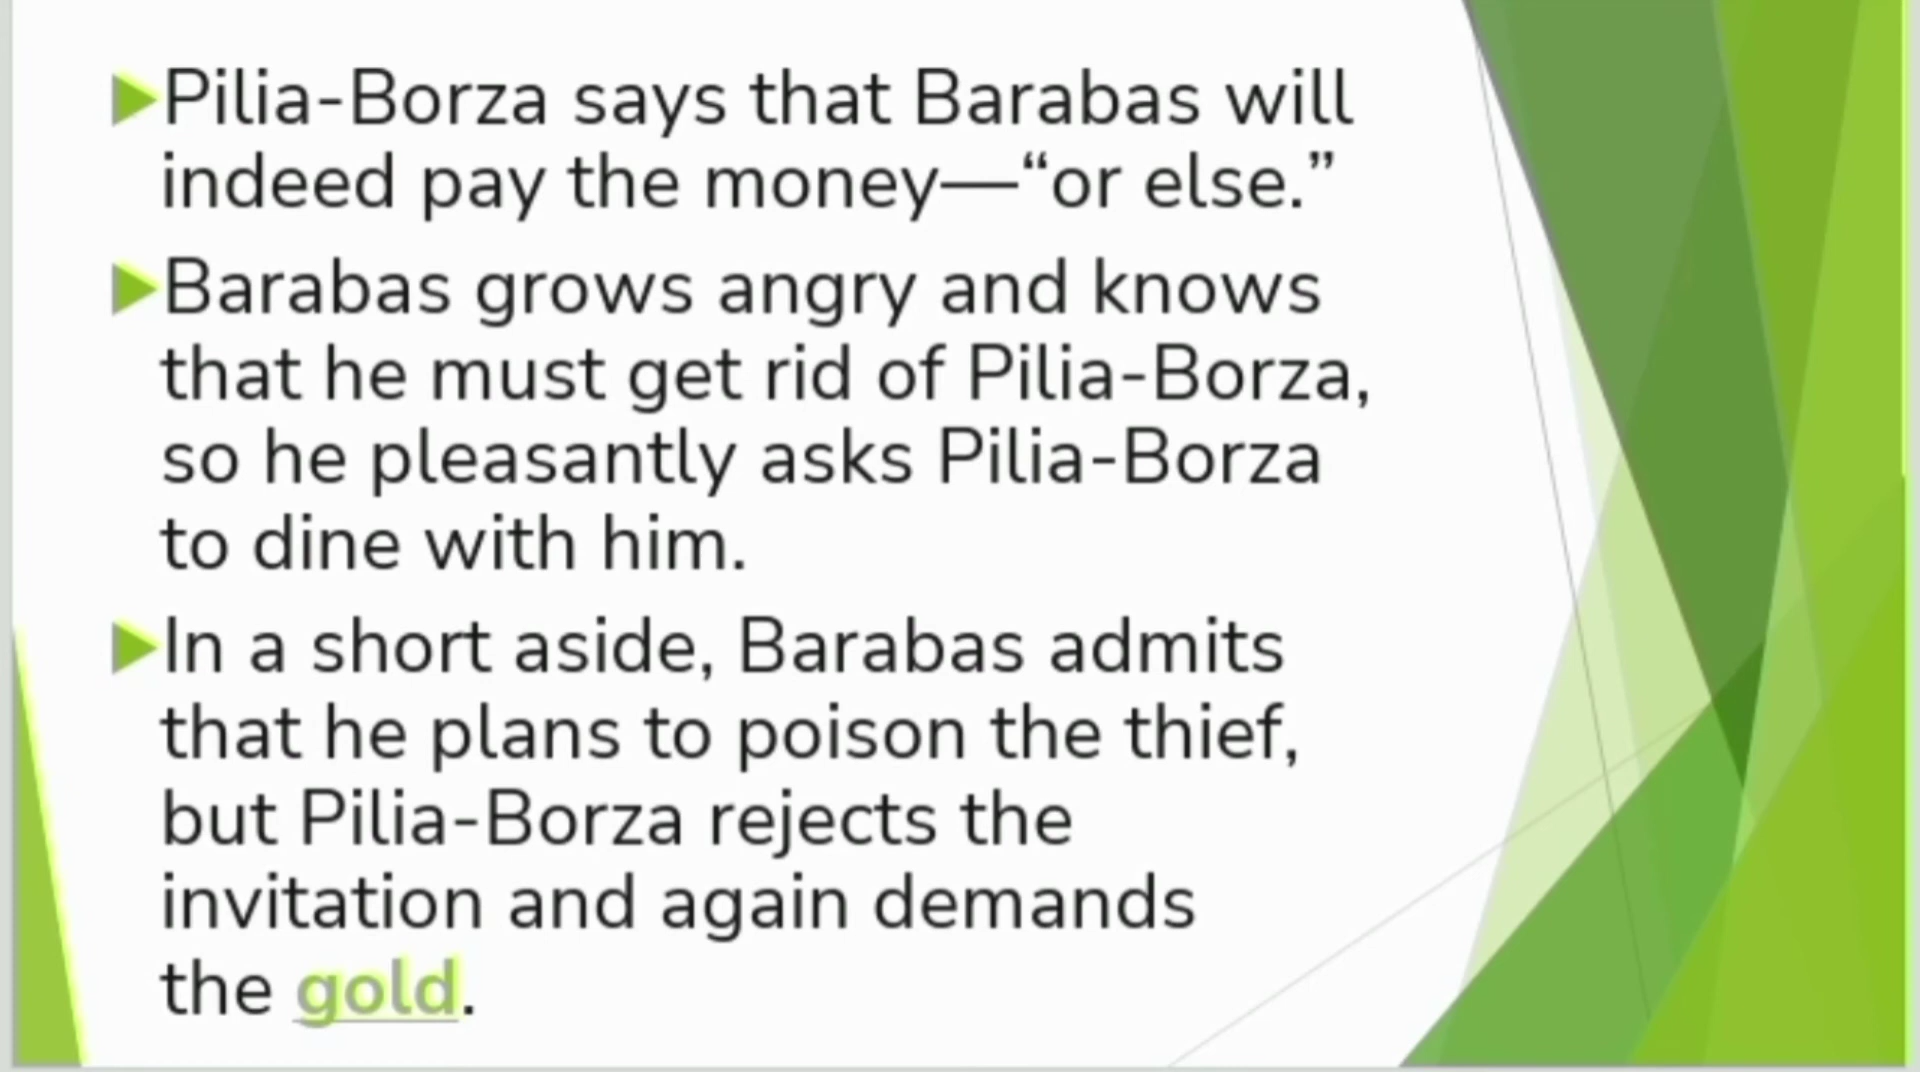 Pilia-Borza says that Barabas will
indeed pay the money—“or else.”
Barabas grows angry and knows
that he must get rid of Pilia-Borza,
so he pleasantly asks Pilia-Borza
to dine with him.
In a short aside, Barabas admits
that he plans to poison the thief,
but Pilia-Borza rejects the
invitation and again demands
the gold.